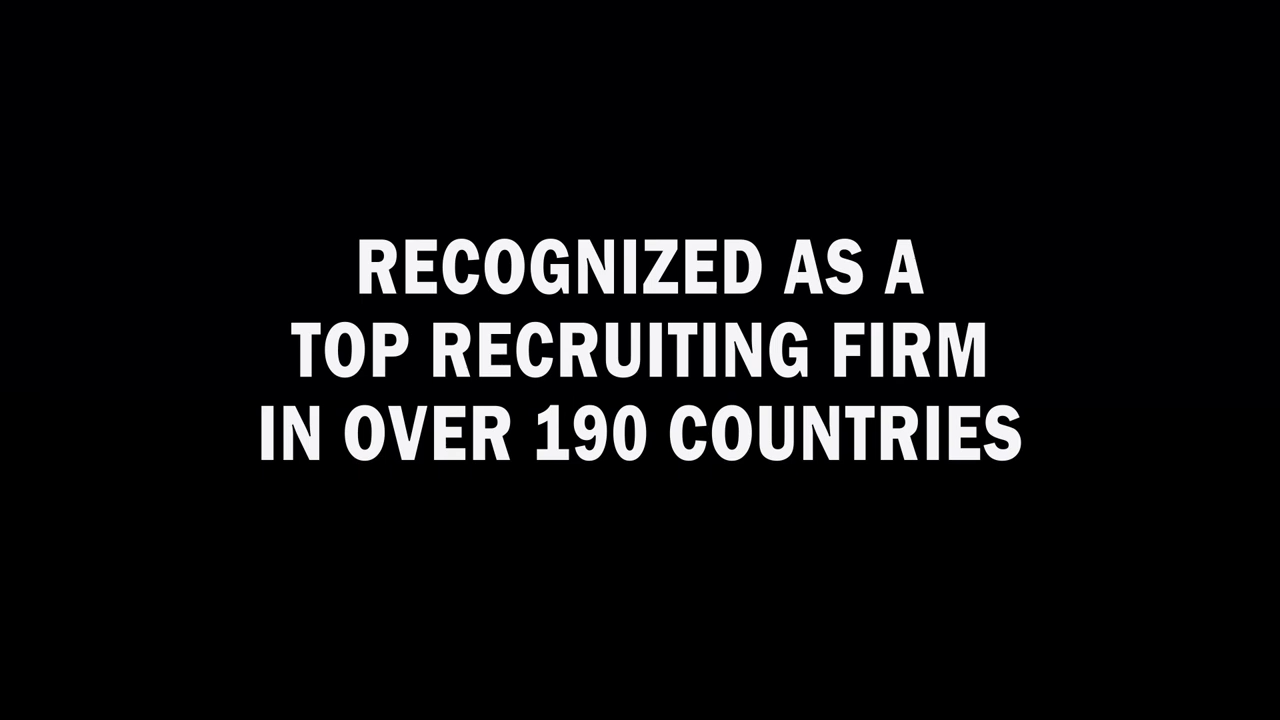 RECOGNIZED AS A
TOP RECRUITING FIRM
IN OVER 190 COUNTRIES